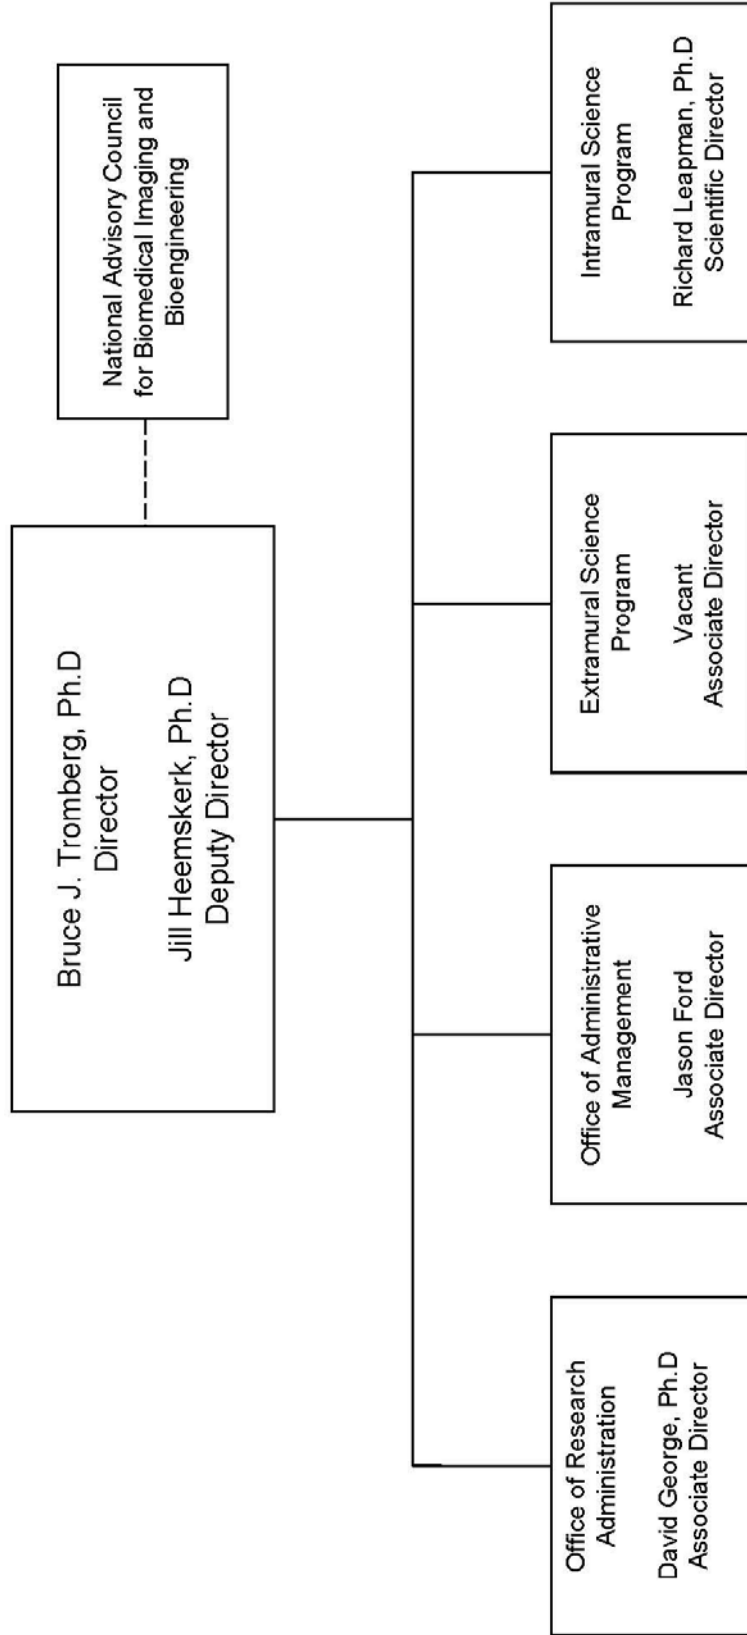 Bruce J. Tromberg, Ph.D
Director
Jill Heemskerk, Ph.D
Deputy Director
National Advisory Council
for Biomedical Imaging and
Bioengineering
Office of Research
Administration
David George, Ph.D
Associate Director
Office of Administrative
Management
Jason Ford
Associate Director
Extramural Science
Program
Vacant
Associate Director
Intramural Science
Program
Richard Leapman, Ph.D
Scientific Director